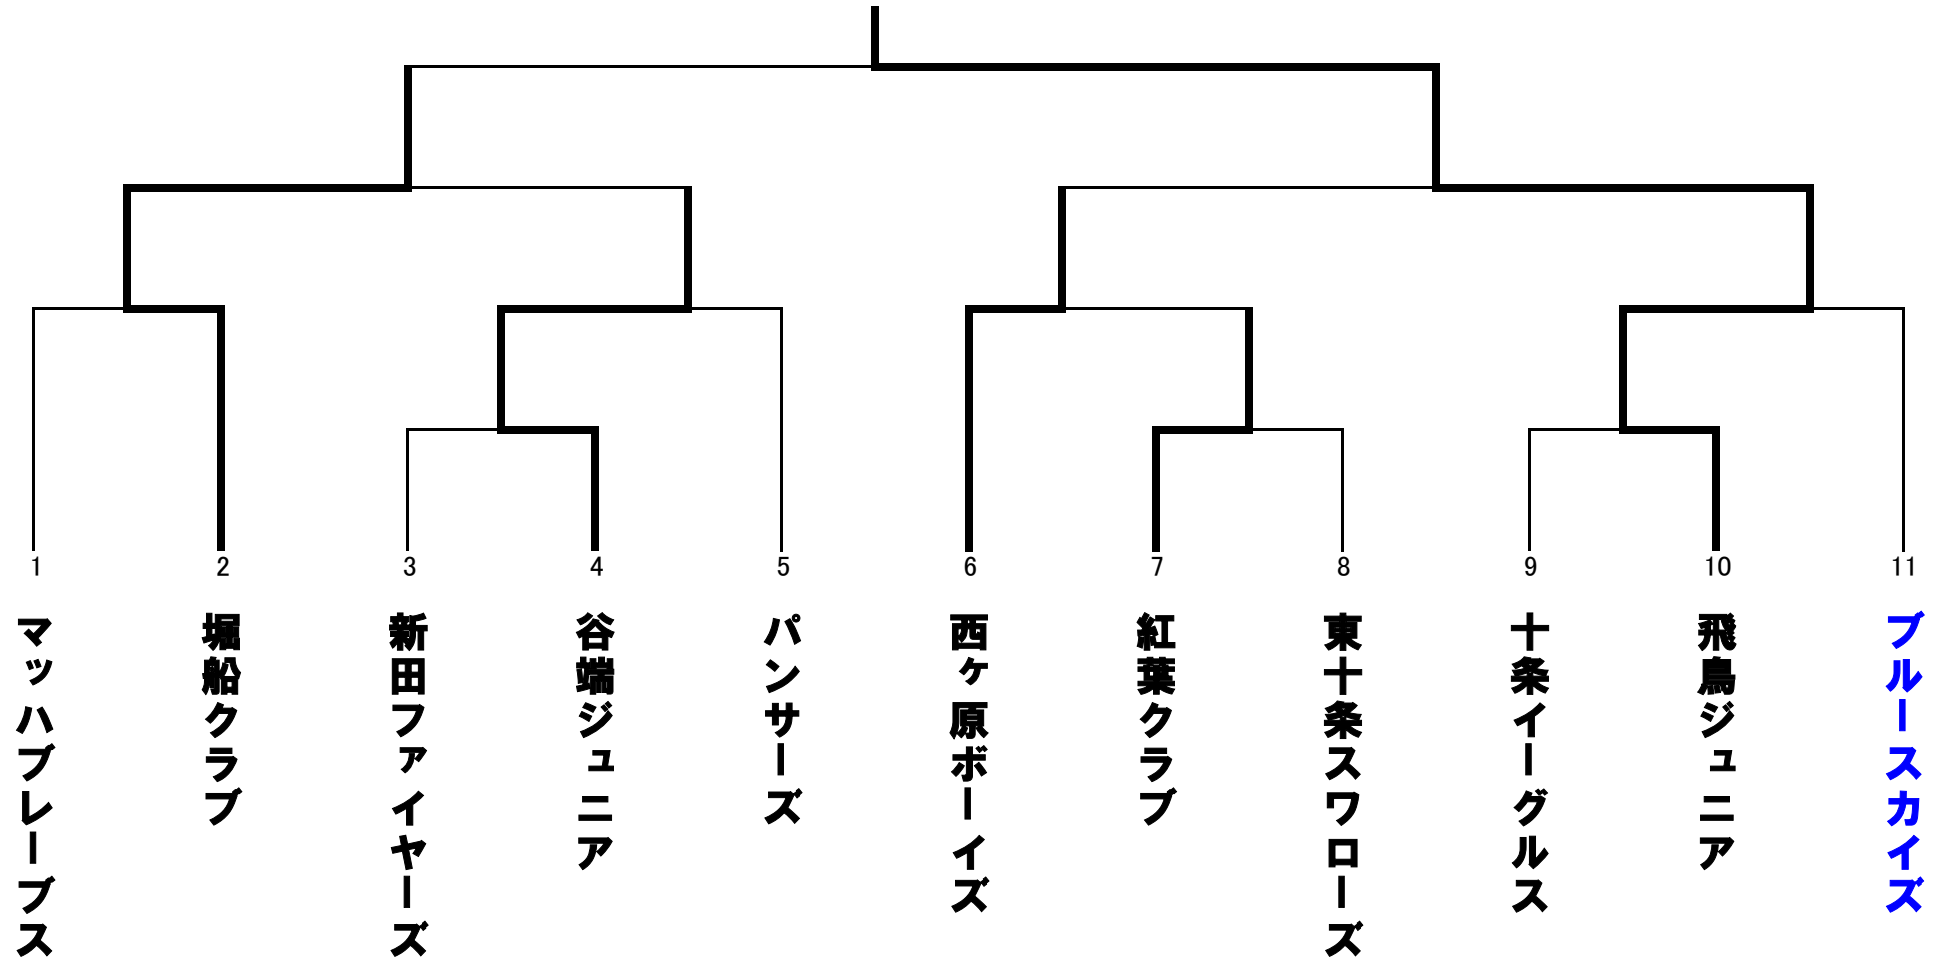 1
2
3
4
5
6
7
8
9
10
11
マッハブレーブス
堀船クラブ
新田ファイヤーズ
谷端ジュニア
パンサーズ
西ヶ原ボーイズ
紅葉クラブ
東十条スワローズ
十条イーグルス
飛鳥ジュニア
ブルースカイズ